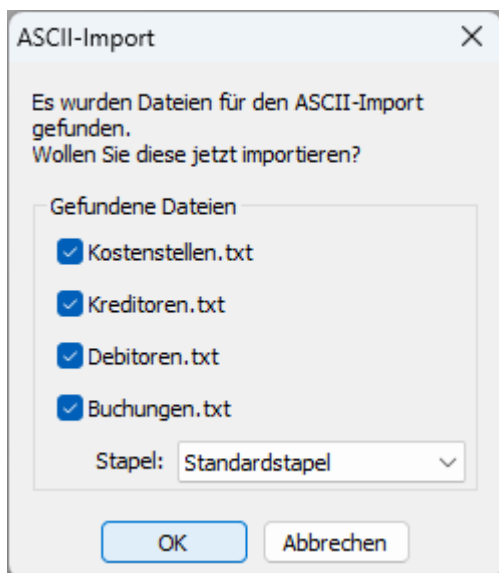 ASCII-Import
Es wurden Dateien für den ASCII-Import
gefunden.
Wollen Sie diese jetzt importieren?
Gefundene Dateien
Kostenstellen.txt
Kreditoren.txt
Debitoren.txt
Buchungen.txt
Stapel: Standardstapel
OK Abbrechen